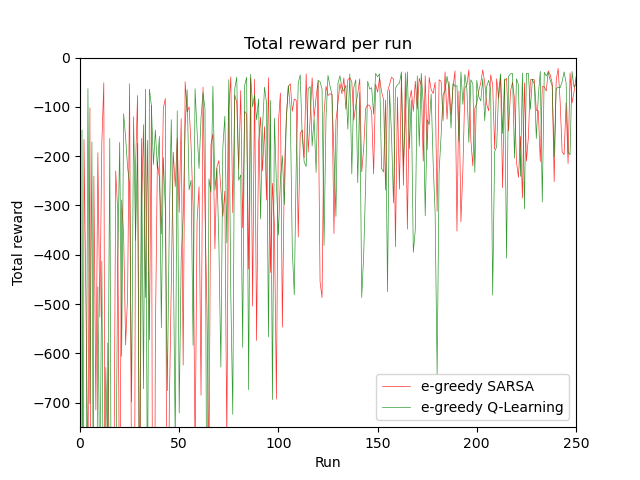 Total reward per run
0
−100
−200
−300
−400
−500
−600
−700
Total reward
0
50
100
150
200
250
Run
e-greedy SARSA
e-greedy Q-Learning